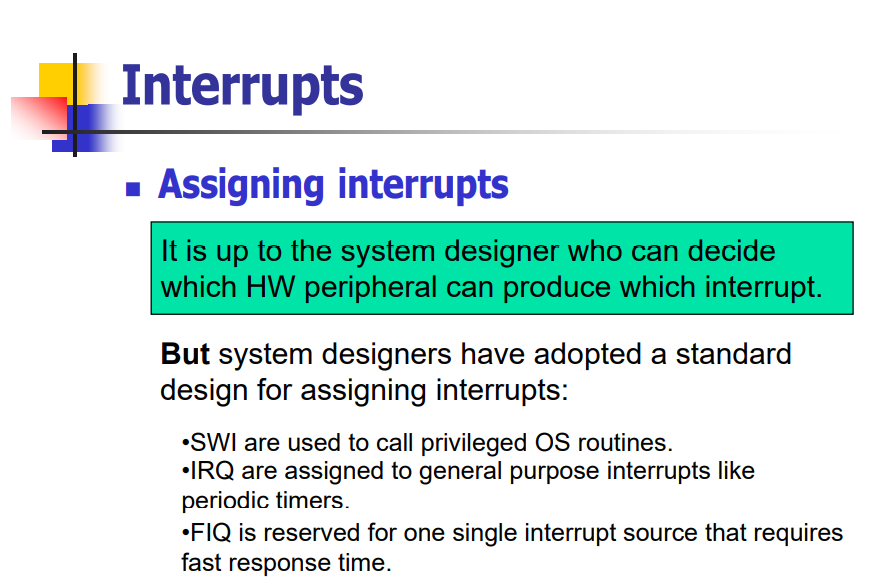 Interrupts
Assigning interrupts
It is up to the system designer who can decide
which HW peripheral can produce which interrupt.
But system designers have adopted a standard
design for assigning interrupts:
•SWI are used to call privileged OS routines.
•IRQ are assigned to general purpose interrupts like
periodic timers.
•FIQ is reserved for one single interrupt source that requires
fast response time.